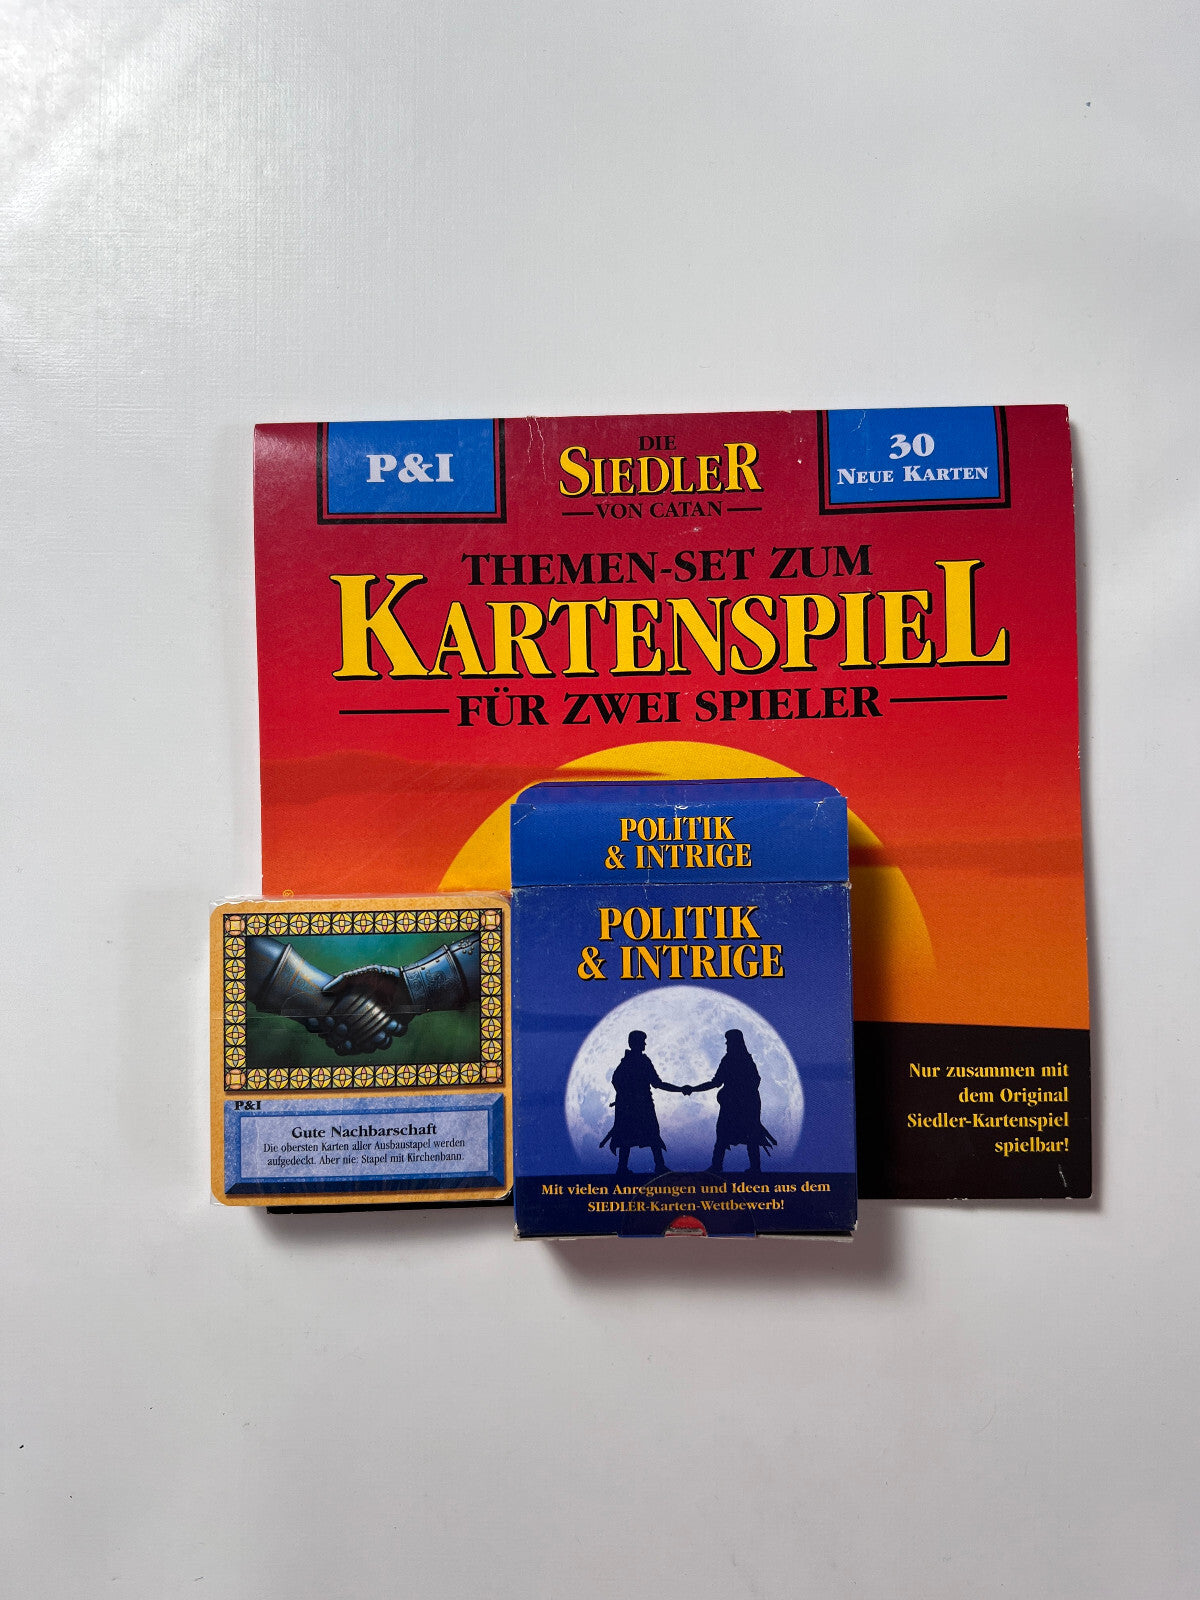 P&I
DIE
SIEDLER
VON CATAN
30
NEUE KARTEN
THEMEN-SET ZUM
KARTENSPIEL
FÜR ZWEI SPIELER
POLITIK
& INTRIGE
POLITIK
& INTRIGE
Mit vielen Anregungen und Ideen aus dem
SIEDLER-Karten-Wettbewerb!
P&I
Gute Nachbarschaft
Die obersten Karten aller Ausbaustapel werden
aufgedeckt. Aber nie: Stapel mit Kirchenbann.
Nur zusammen mit
dem Original
Siedler-Kartenspiel
spielbar!